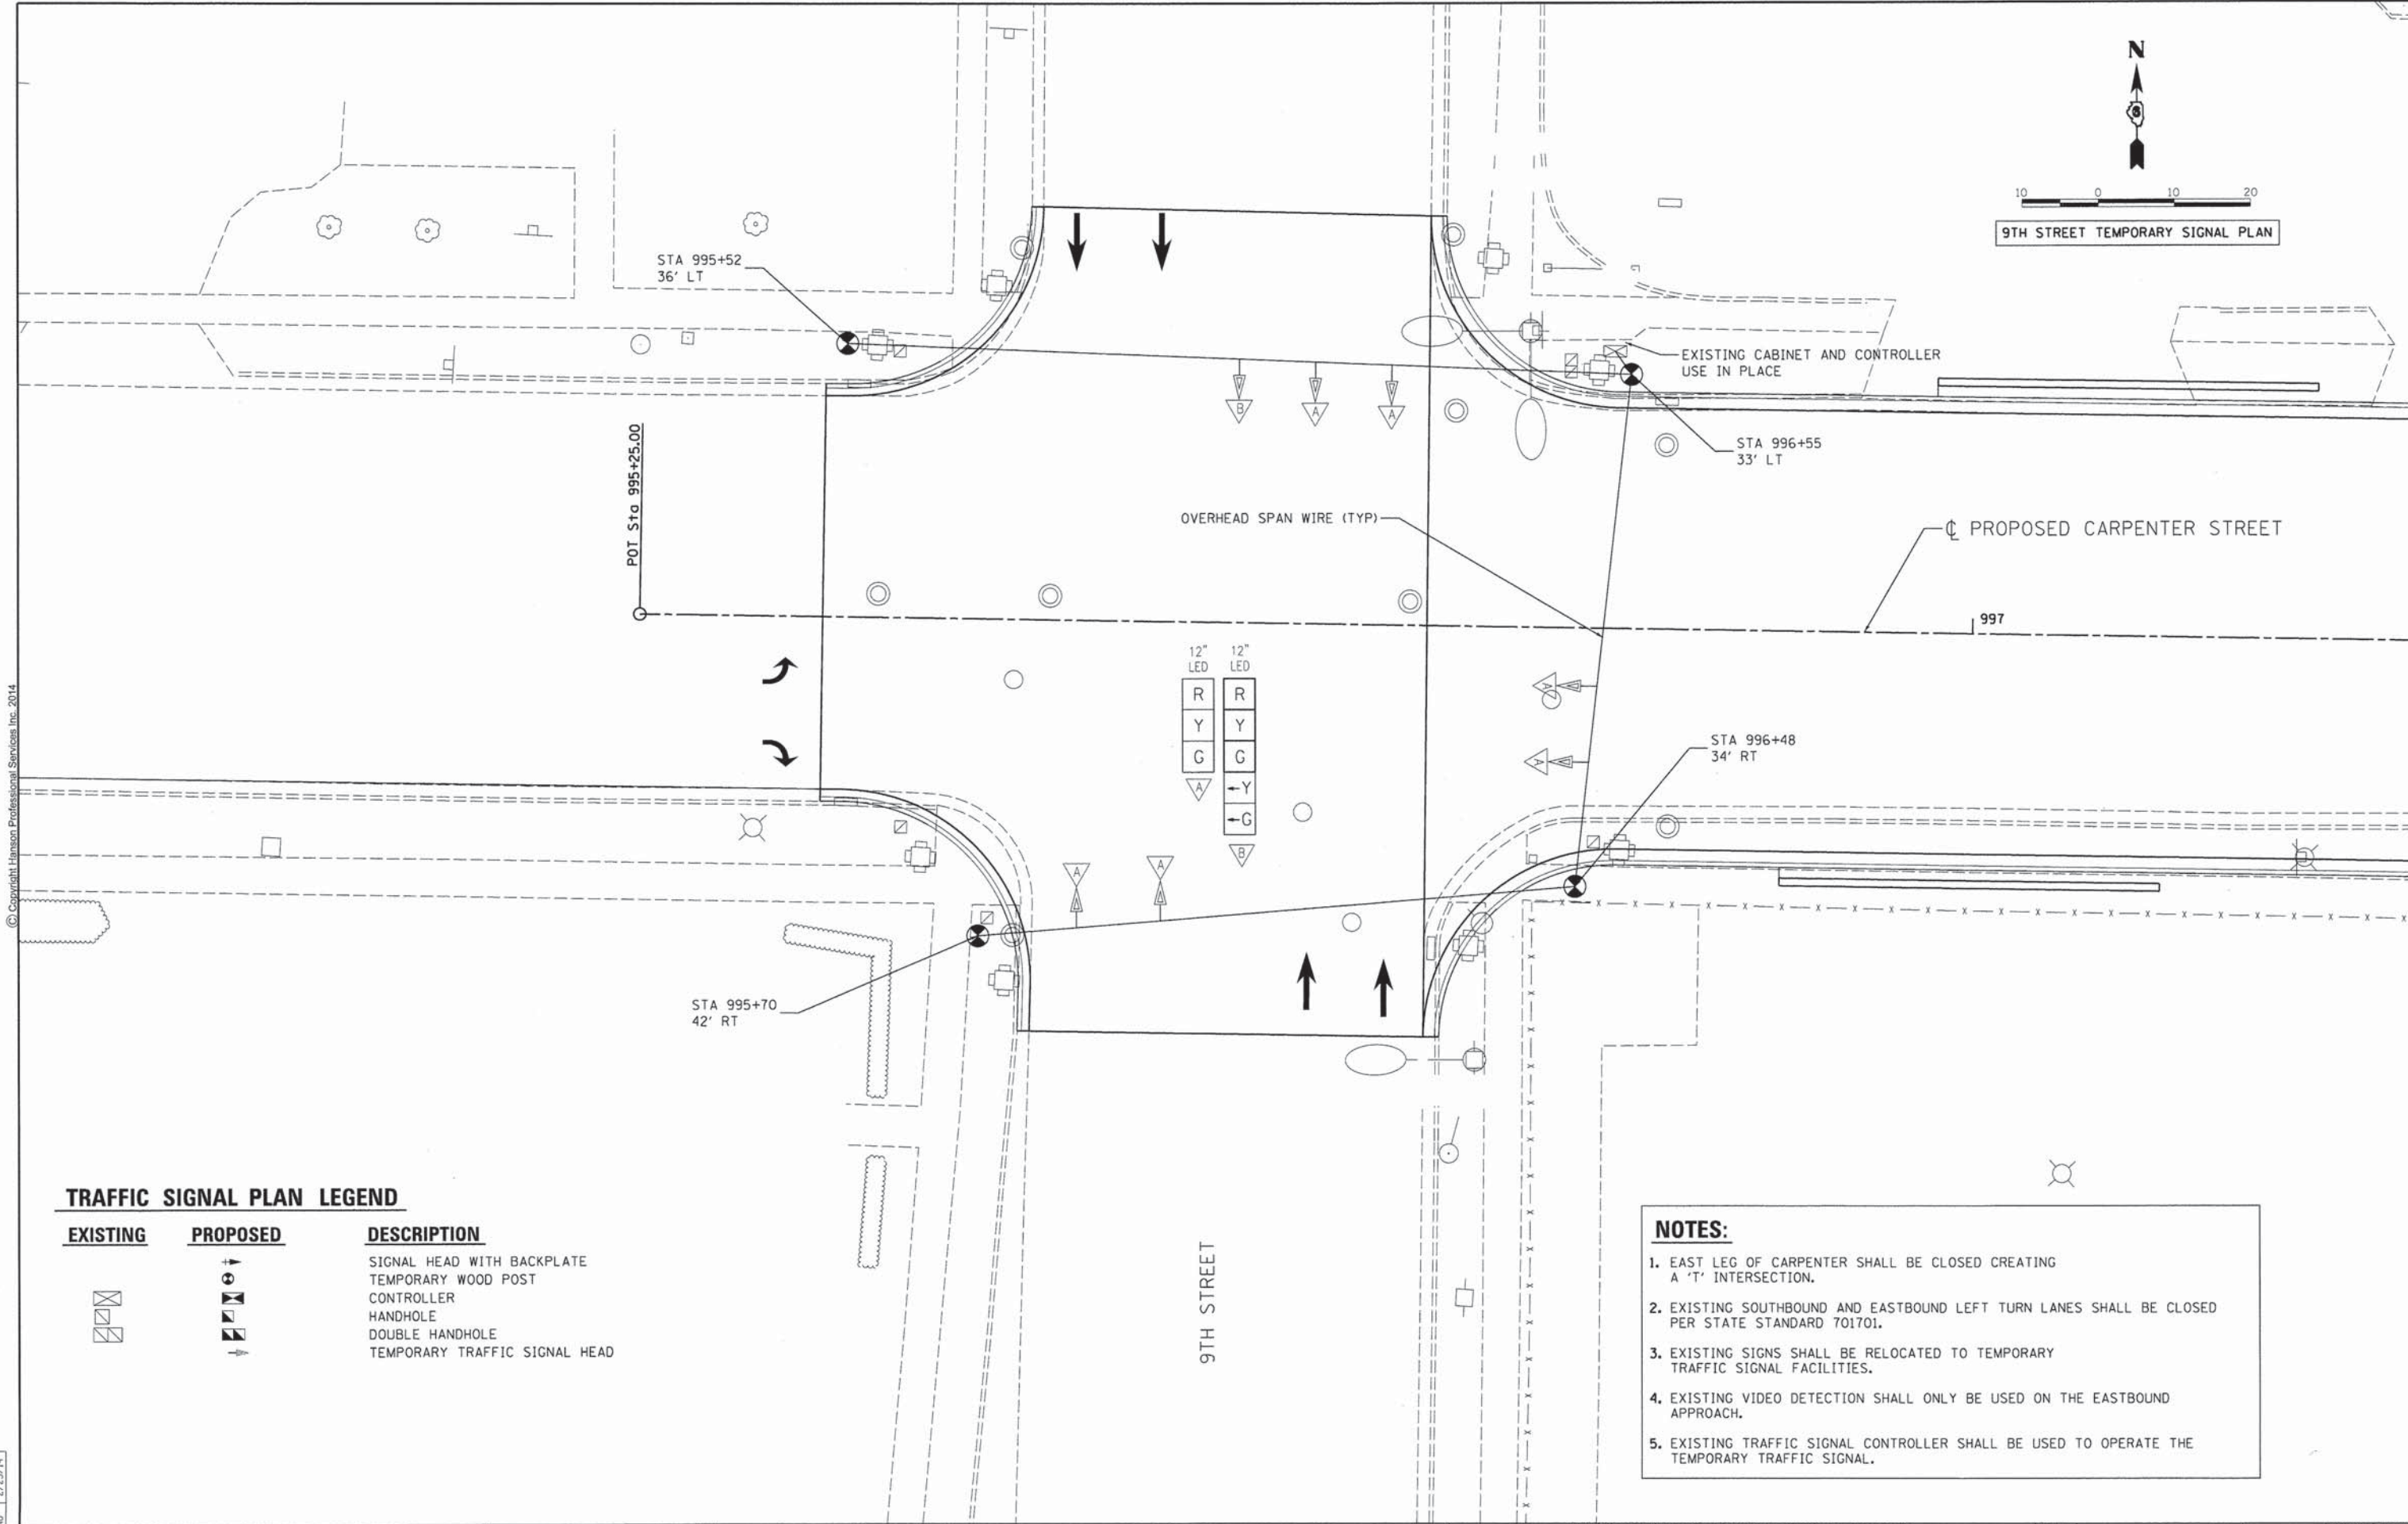 N
6
10 0 10 20
9TH STREET TEMPORARY SIGNAL PLAN
STA 995+52
36' LT
EXISTING CABINET AND CONTROLLER
USE IN PLACE
B
A
A
STA 996+55
33' LT
POT Sta 995+25.00
OVERHEAD SPAN WIRE (TYP)
℄ PROPOSED CARPENTER STREET
997
12" 12"
LED LED
R R
Y Y
G G
A ←Y
←G
B
A
A
STA 996+48
34' RT
A
A
STA 995+70
42' RT
9TH STREET
© Copyright Hanson Professional Services Inc. 2014
TRAFFIC SIGNAL PLAN LEGEND
EXISTING PROPOSED DESCRIPTION
SIGNAL HEAD WITH BACKPLATE
TEMPORARY WOOD POST
CONTROLLER
HANDHOLE
DOUBLE HANDHOLE
TEMPORARY TRAFFIC SIGNAL HEAD
NOTES:
1. EAST LEG OF CARPENTER SHALL BE CLOSED CREATING
A 'T' INTERSECTION.
2. EXISTING SOUTHBOUND AND EASTBOUND LEFT TURN LANES SHALL BE CLOSED
PER STATE STANDARD 701701.
3. EXISTING SIGNS SHALL BE RELOCATED TO TEMPORARY
TRAFFIC SIGNAL FACILITIES.
4. EXISTING VIDEO DETECTION SHALL ONLY BE USED ON THE EASTBOUND
APPROACH.
5. EXISTING TRAFFIC SIGNAL CONTROLLER SHALL BE USED TO OPERATE THE
TEMPORARY TRAFFIC SIGNAL.